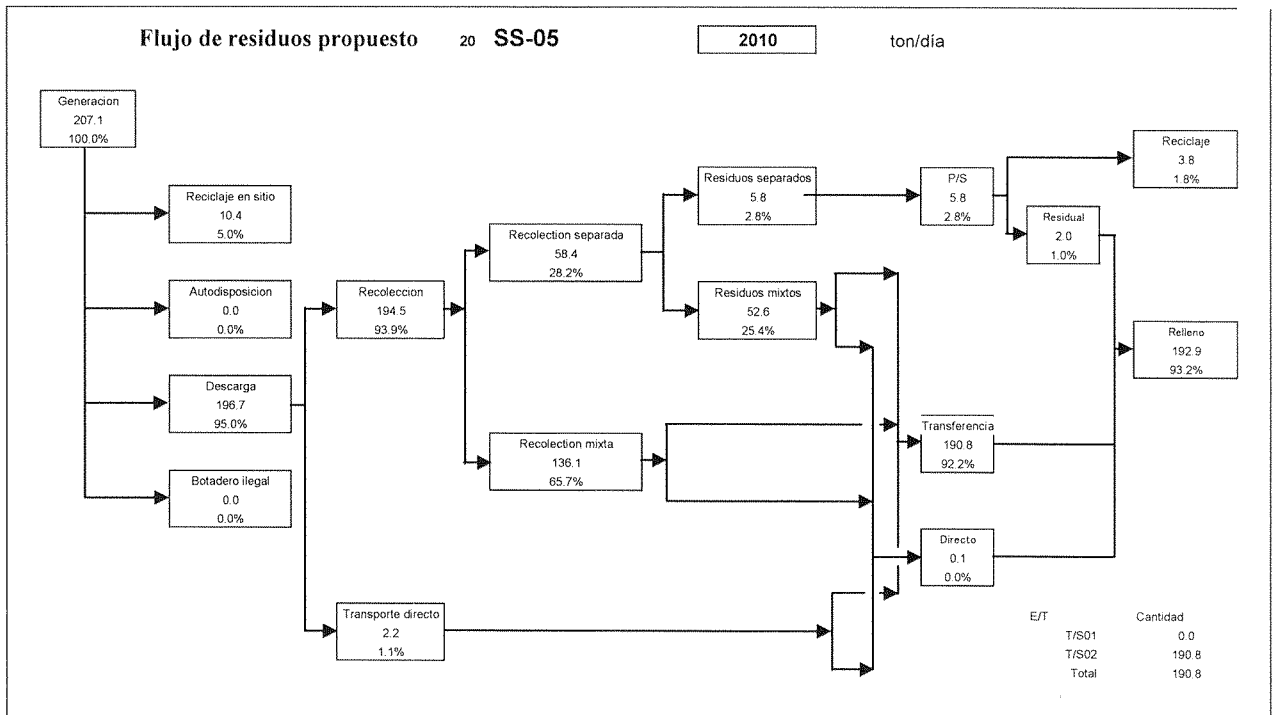 Flujo de residuos propuesto 20 SS-05 2010 ton/día
Generacion
207.1
100.0%
Reciclaje en sitio
10.4
5.0%
Autodisposicion
0.0
0.0%
Descarga
196.7
95.0%
Botadero ilegal
0.0
0.0%
Recoleccion
194.5
93.9%
Transporte directo
2.2
1.1%
Recolection separada
58.4
28.2%
Recolection mixta
136.1
65.7%
Residuos separados
5.8
2.8%
Residuos mixtos
52.6
25.4%
P/S
5.8
2.8%
Transferencia
190.8
92.2%
Directo
0.1
0.0%
Residual
2.0
1.0%
Reciclaje
3.8
1.8%
Relleno
192.9
93.2%
E/T Cantidad
T/S01 0.0
T/S02 190.8
Total 190.8